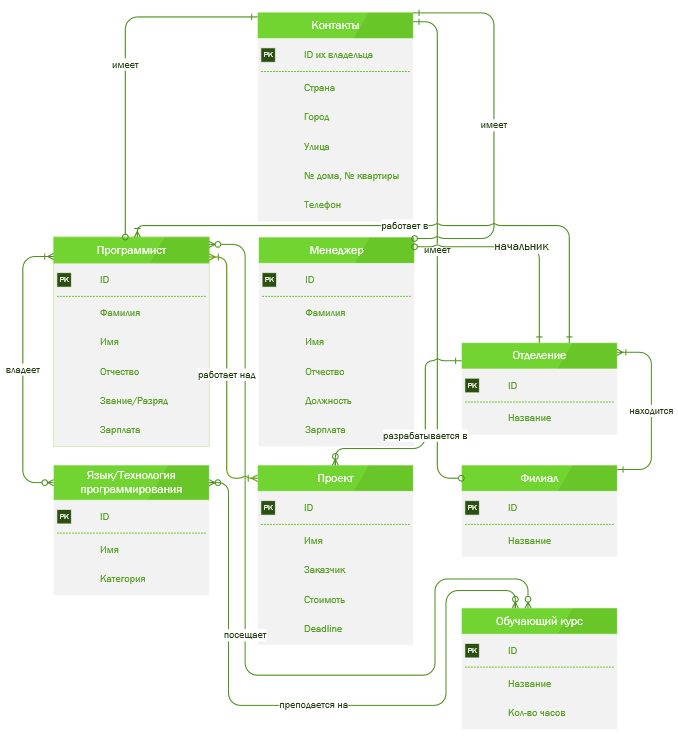 Контакты
PK ID их владельца
Страна
Город
Улица
№ дома, № квартиры
Телефон
имеет
имеет
работает в
имеет
начальник
Программист
PK ID
Фамилия
Имя
Отчество
Звание/Разряд
Зарплата
Менеджер
PK ID
Фамилия
Имя
Отчество
Должность
Зарплата
Отделение
PK ID
Название
владеет
работает над
разрабатывается в
находится
Язык/Технология
программирования
PK ID
Имя
Категория
Проект
PK ID
Имя
Заказчик
Стоимоть
Deadline
Филиал
PK ID
Название
Обучающий курс
PK ID
Название
Кол-во часов
посещает
преподается на